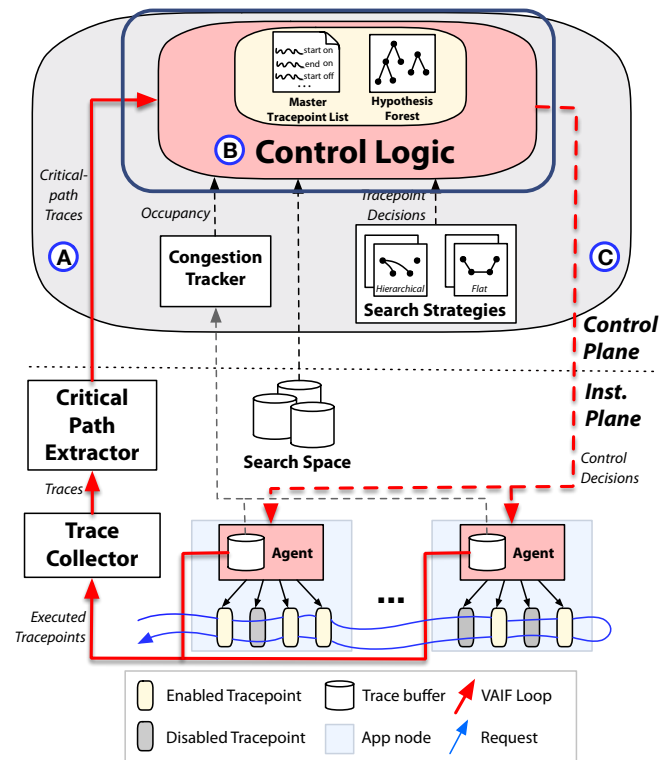 start on
end on
start off
...
Master
Tracepoint List
Hypothesis
Forest
B
Control Logic
Critical-
path
Traces
Occupancy
Tracepoint
Decisions
A
C
Congestion
Tracker
Hierarchical
Flat
Search Strategies
Control
Plane
Inst.
Plane
Critical
Path
Extractor
Search Space
Control
Decisions
Traces
Trace
Collector
Agent
Agent
...
Executed
Tracepoints
Enabled Tracepoint
Trace buffer
VAIF Loop
Disabled Tracepoint
App node
Request